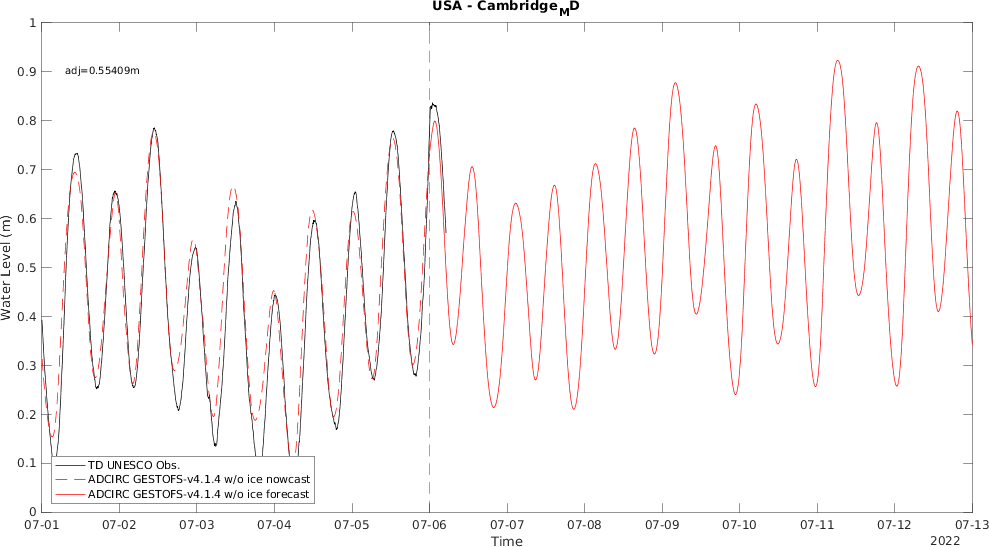 USA - Cambridge_MD
adj=0.55409m
Water Level (m)
1
0.9
0.8
0.7
0.6
0.5
0.4
0.3
0.2
0.1
0
TD UNESCO Obs.
ADCIRC GESTOFS-v4.1.4 w/o ice nowcast
ADCIRC GESTOFS-v4.1.4 w/o ice forecast
07-01 07-02 07-03 07-04 07-05 07-06 07-07 07-08 07-09 07-10 07-11 07-12 07-13
Time
2022